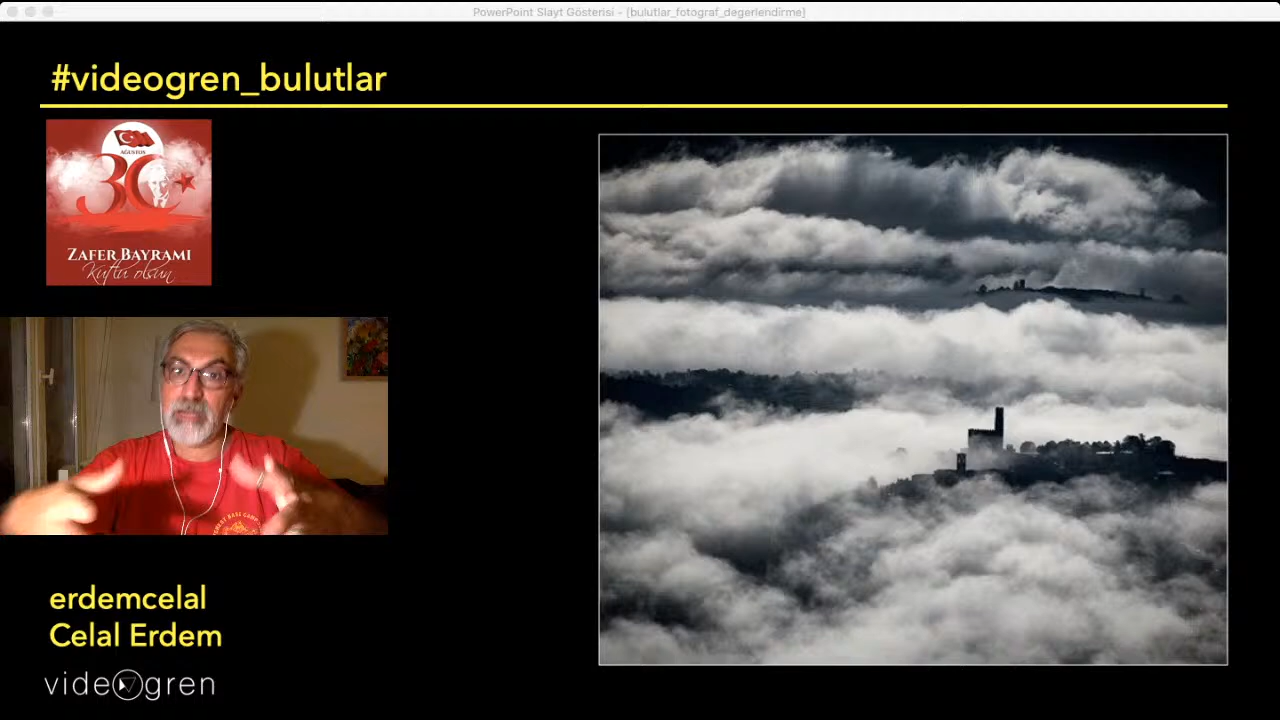 PowerPoint Slayt Gösterisi - [bulutlar_fotograf_degerlendirme]
#videogren_bulutlar
AĞUSTOS
30
ZAFER BAYRAMI
Kutlu olsun
erdemcelal
Celal Erdem
videogren